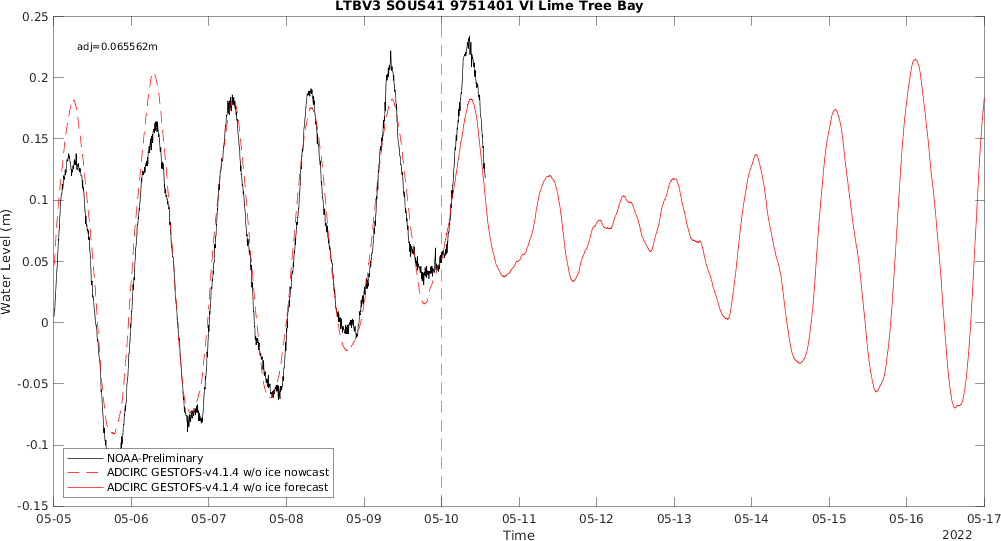 LTBV3 SOUS41 9751401 VI Lime Tree Bay
adj=0.065562m
Water Level (m)
0.25
0.2
0.15
0.1
0.05
0
-0.05
-0.1
-0.15
NOAA-Preliminary
ADCIRC GESTOFS-v4.1.4 w/o ice nowcast
ADCIRC GESTOFS-v4.1.4 w/o ice forecast
05-05 05-06 05-07 05-08 05-09 05-10 05-11 05-12 05-13 05-14 05-15 05-16 05-17
Time
2022